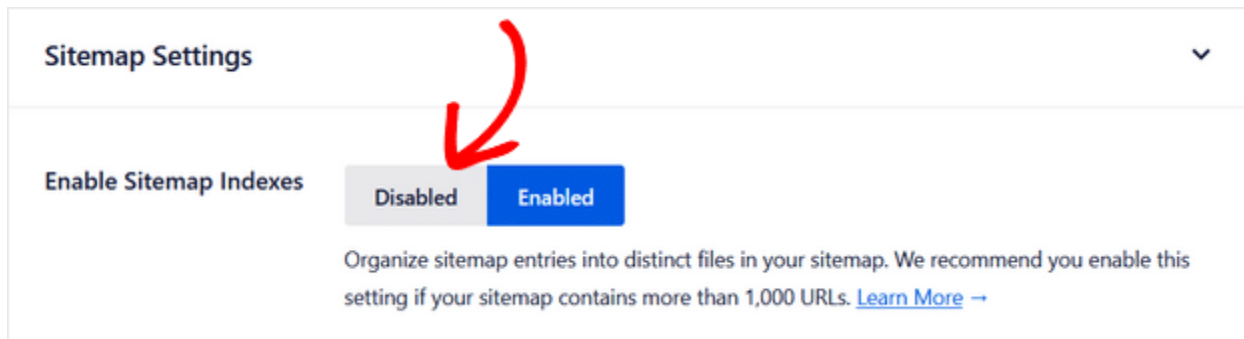 Sitemap Settings
Enable Sitemap Indexes
Disabled
Enabled
Organize sitemap entries into distinct files in your sitemap. We recommend you enable this
setting if your sitemap contains more than 1,000 URLs. Learn More →